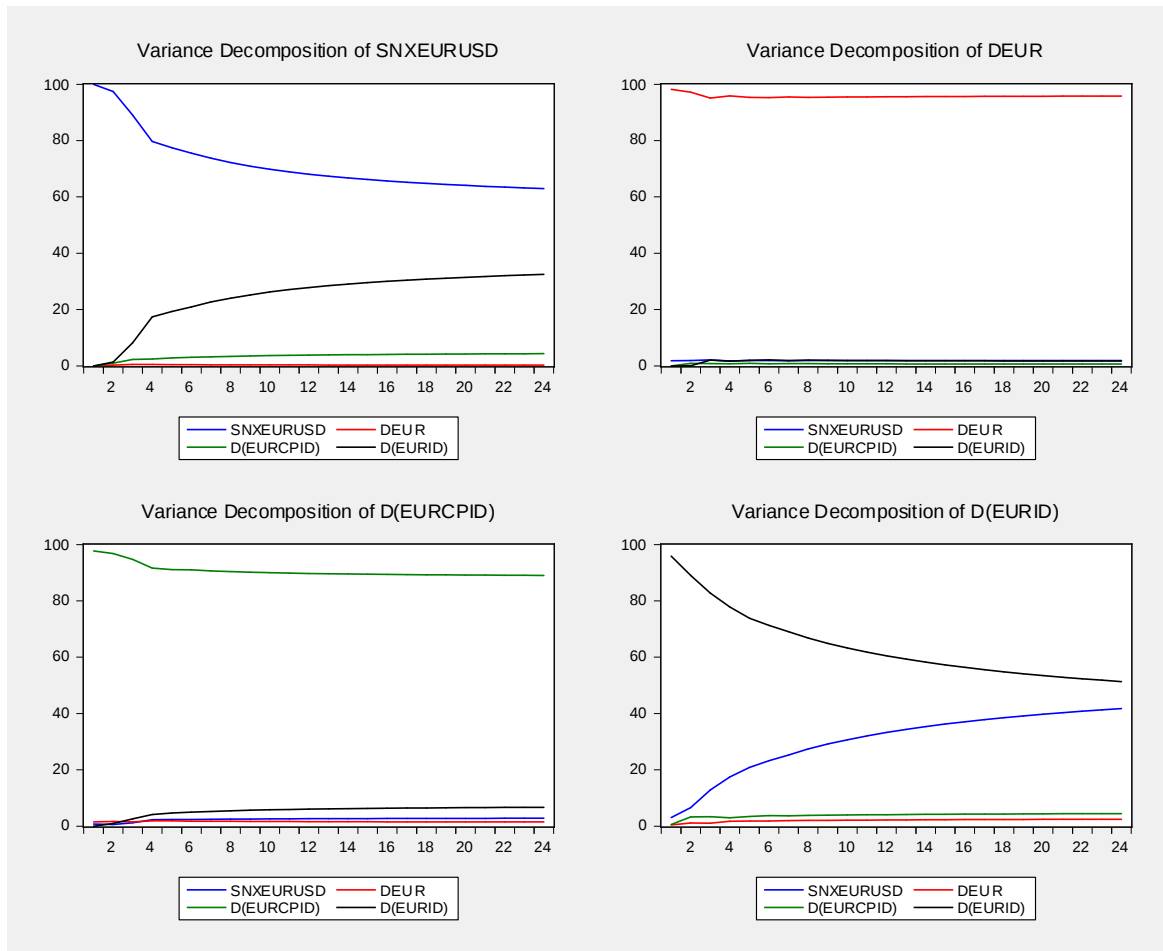 Variance Decomposition of SNXEURUSD
100
80
60
40
20
0
2 4 6 8 10 12 14 16 18 20 22 24
SNXEURUSD DEUR
D(EURCPID) D(EURID)
Variance Decomposition of DEUR
100
80
60
40
20
0
2 4 6 8 10 12 14 16 18 20 22 24
SNXEURUSD DEUR
D(EURCPID) D(EURID)
Variance Decomposition of D(EURCPID)
100
80
60
40
20
0
2 4 6 8 10 12 14 16 18 20 22 24
SNXEURUSD DEUR
D(EURCPID) D(EURID)
Variance Decomposition of D(EURID)
100
80
60
40
20
0
2 4 6 8 10 12 14 16 18 20 22 24
SNXEURUSD DEUR
D(EURCPID) D(EURID)